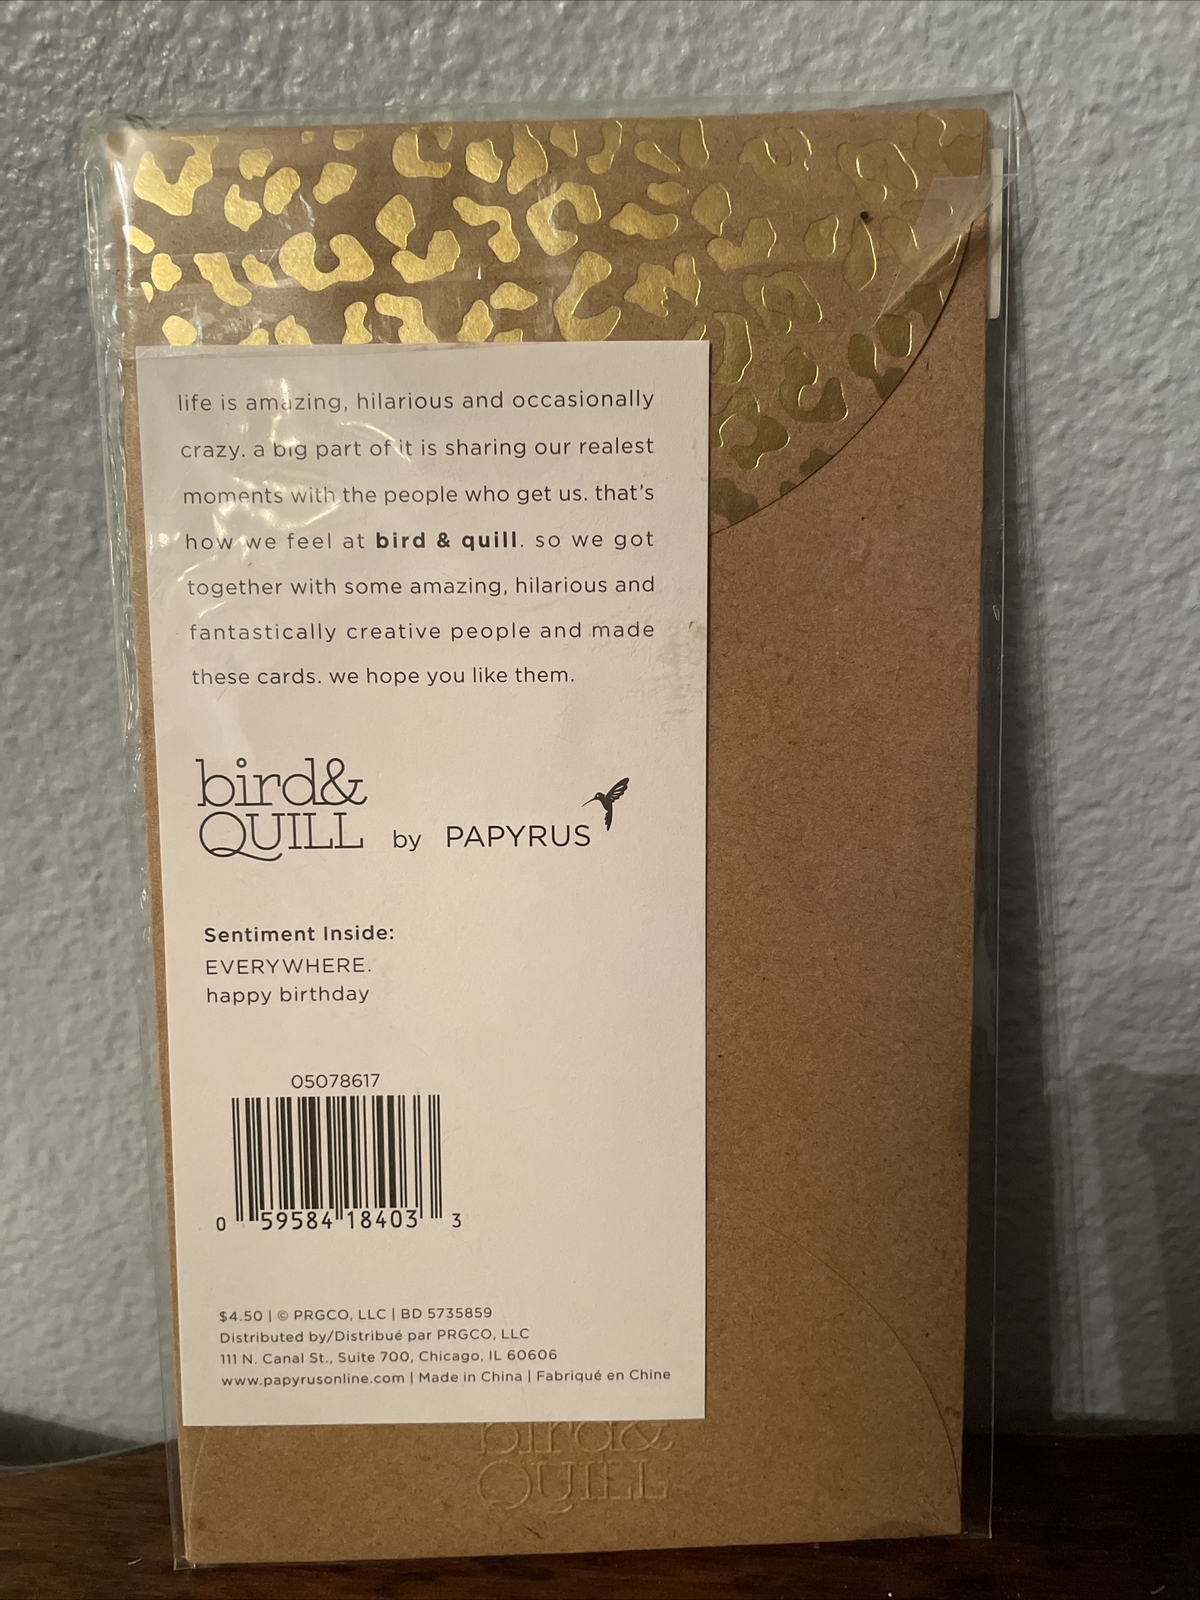 life is amazing, hilarious and occasionally
crazy. a big part of it is sharing our realest
moments with the people who get us. that's
how we feel at bird & quill. so we got
together with some amazing, hilarious and
fantastically creative people and made
these cards. we hope you like them.
bird&
QUILL by PAPYRUS
Sentiment Inside:
EVERYWHERE.
happy birthday
05078617
0 59584 18403 3
$4.50 | © PRGCO, LLC | BD 5735859
Distributed by/Distribué par PRGCO, LLC
111 N. Canal St., Suite 700, Chicago, IL 60606
www.papyrusonline.com | Made in China | Fabriqué en Chine
bird&
QUILL